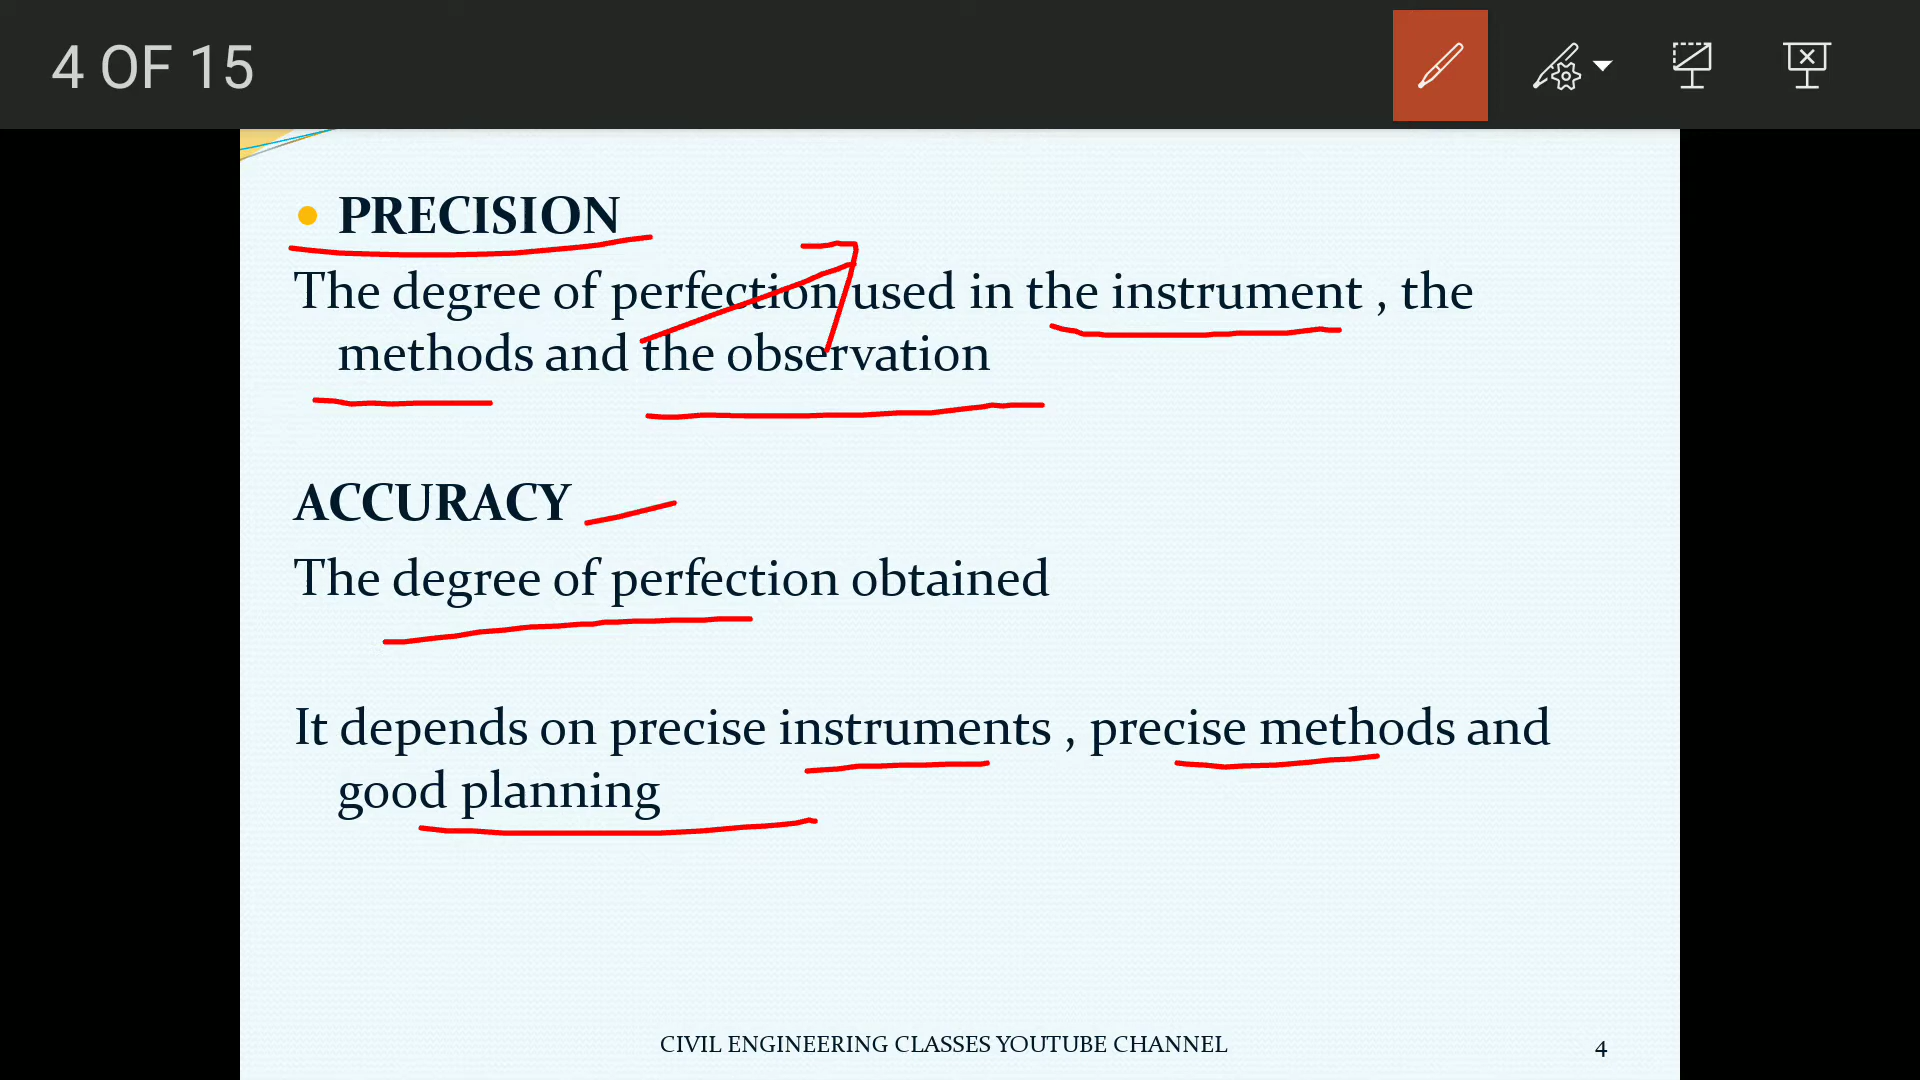 4 OF 15
PRECISION
The degree of perfection used in the instrument , the
methods and the observation
ACCURACY
The degree of perfection obtained
It depends on precise instruments , precise methods and
good planning
CIVIL ENGINEERING CLASSES YOUTUBE CHANNEL
4